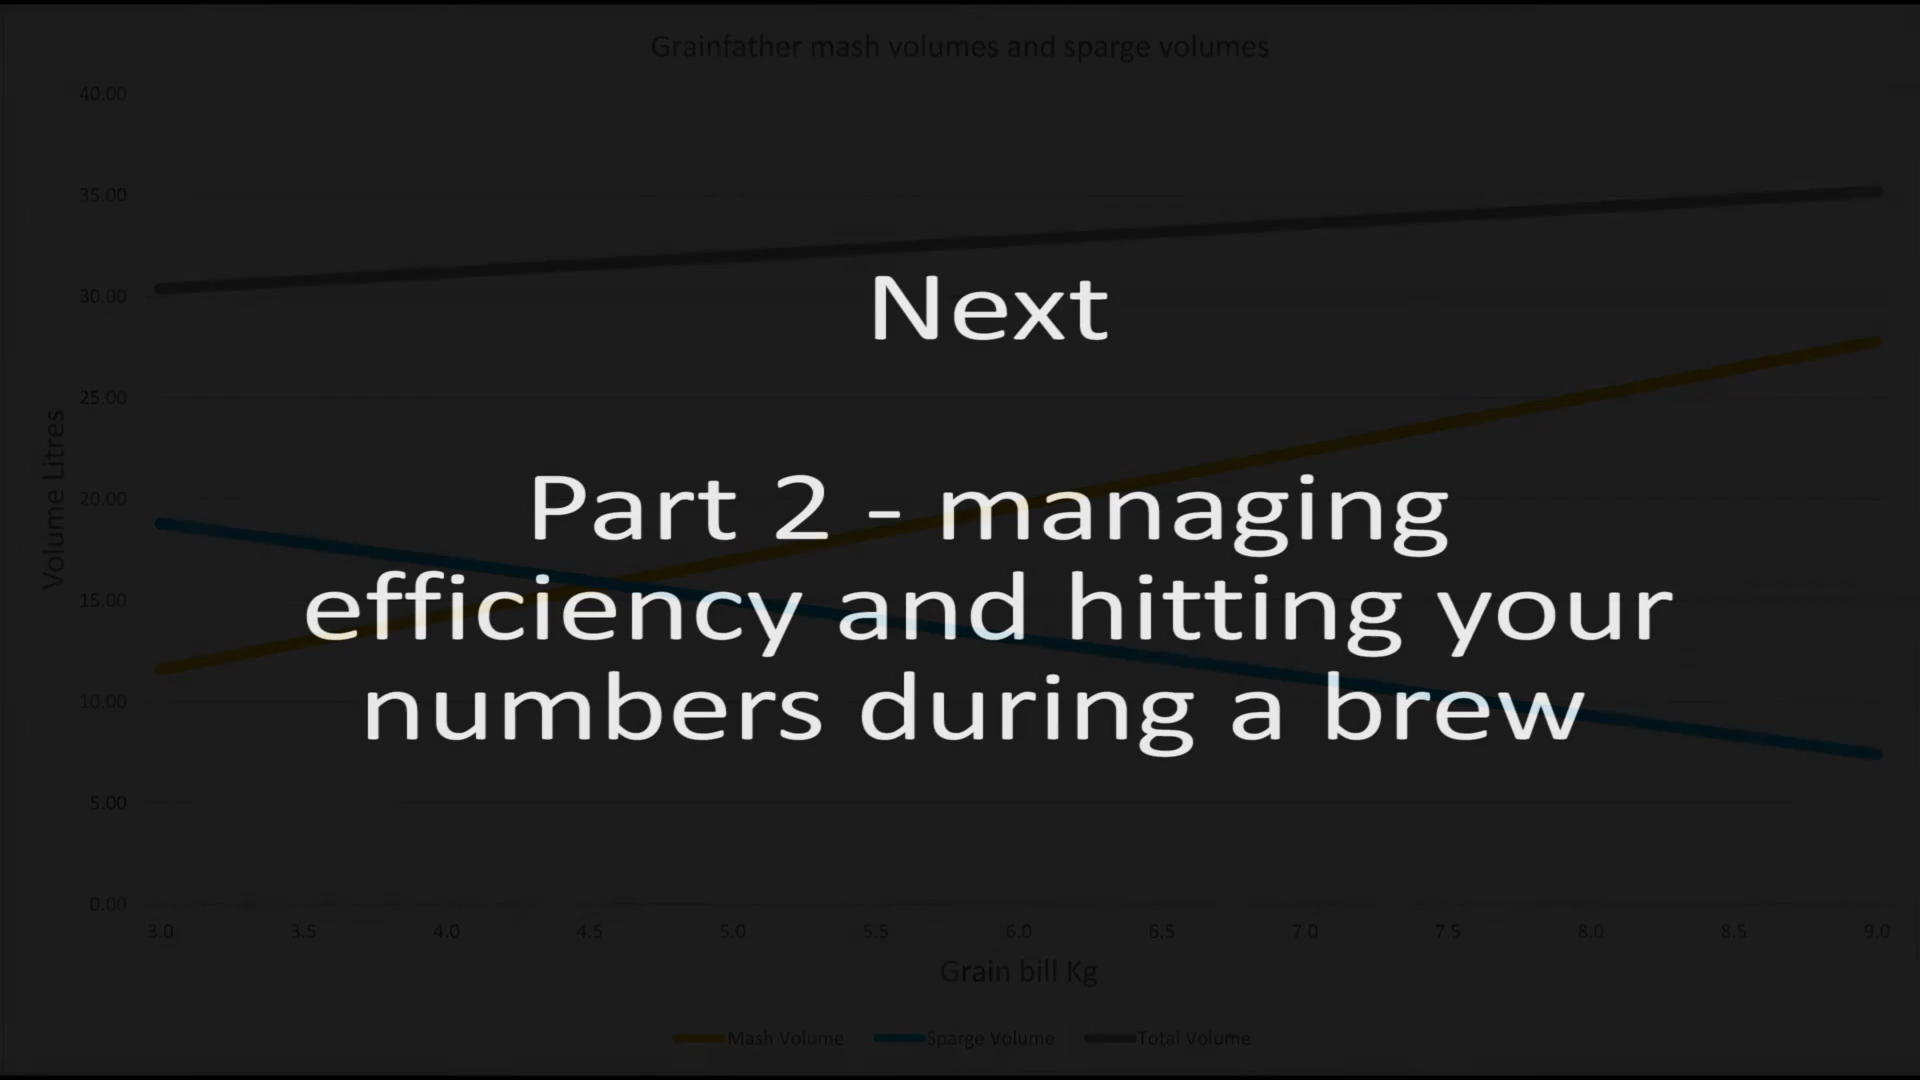 Grainfather mash volumes and sparge volumes
40.00
35.00
30.00
25.00
20.00
15.00
10.00
5.00
0.00
Volume Litres
Next
Part 2 - managing
efficiency and hitting your
numbers during a brew
3.0 3.5 4.0 4.5 5.0 5.5 6.0 6.5 7.0 7.5 8.0 8.5 9.0
Grain bill Kg
Mash Volume Sparge Volume Total Volume